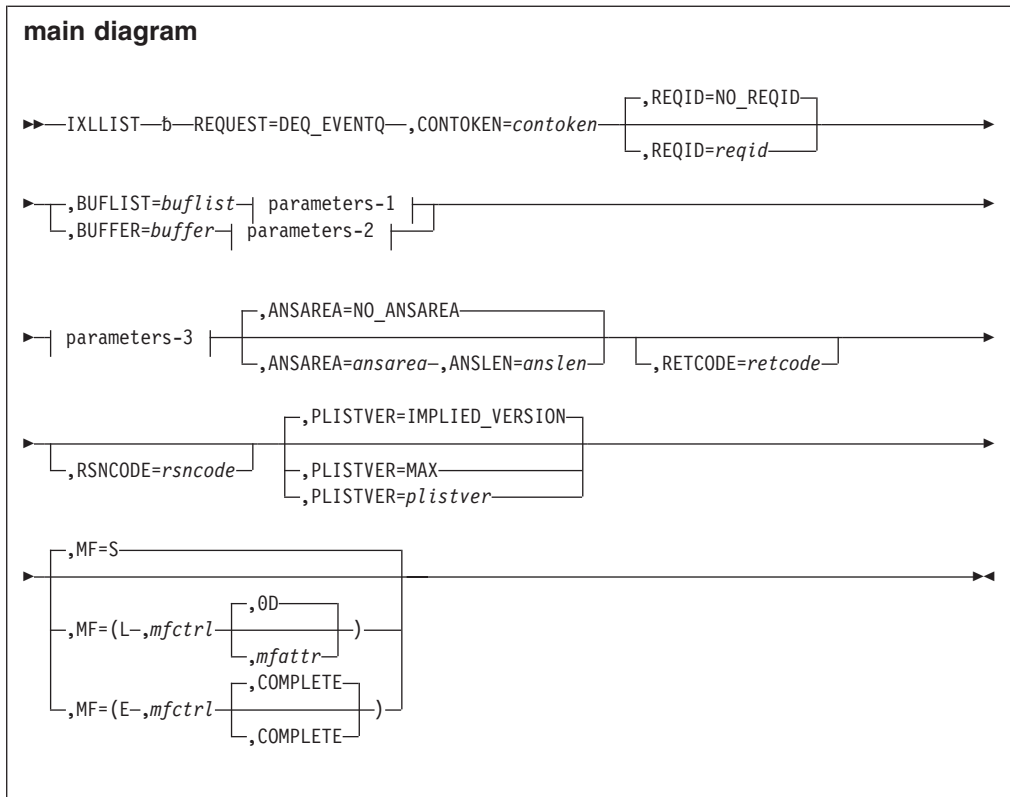 main diagram
,REQID=NO_REQID
IXLLIST ƀ REQUEST=DEQ_EVENTQ ,CONTOKEN=contoken
,REQID=reqid
,BUFLIST=buflist parameters-1
,BUFFER=buffer parameters-2
,ANSAREA=NO_ANSAREA
parameters-3
,ANSAREA=ansarea ,ANSLEN=anslen ,RETCODE=retcode
,PLISTVER=IMPLIED_VERSION
,RSNCODE=rsncode ,PLISTVER=MAX
,PLISTVER=plistver
,MF=S
,0D
,MF=(L ,mfctrl )
,mfattr
,COMPLETE
,MF=(E ,mfctrl )
,COMPLETE